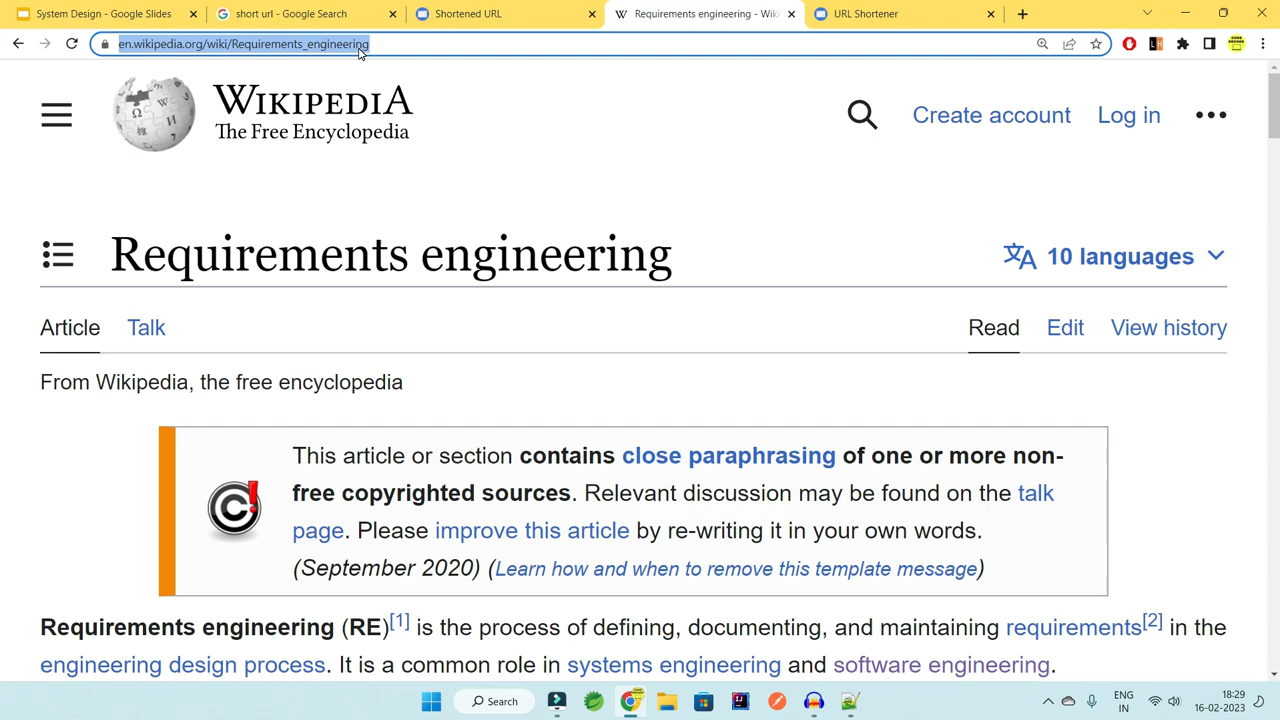 System Design - Google Slides
short url - Google Search
Shortened URL
Requirements engineering - Wiki
URL Shortener
en.wikipedia.org/wiki/Requirements_engineering
WIKIPEDIA
The Free Encyclopedia
Create account
Log in
Requirements engineering
10 languages
Article
Talk
Read
Edit
View history
From Wikipedia, the free encyclopedia
This article or section contains close paraphrasing of one or more non-
free copyrighted sources. Relevant discussion may be found on the talk
page. Please improve this article by re-writing it in your own words.
(September 2020) (Learn how and when to remove this template message)
Requirements engineering (RE)[1] is the process of defining, documenting, and maintaining requirements[2] in the
engineering design process. It is a common role in systems engineering and software engineering.
Search
ENG
IN
18:29
16-02-2023